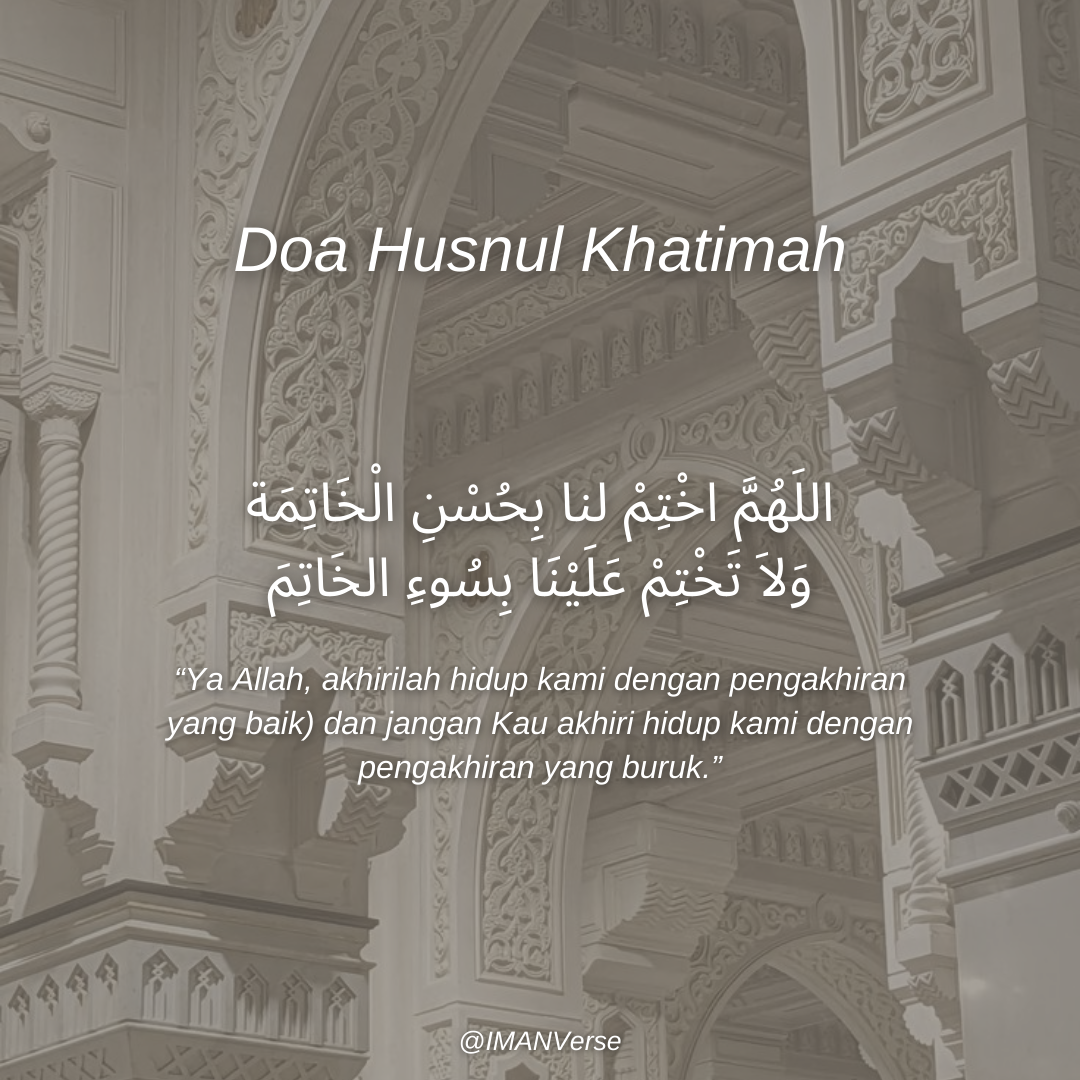 Doa Husnul Khatimah
اللَهُمَّ اخْتِمْ لنا بِحُسْنِ الْخَاتِمَة
وَلاَ تَخْتِمْ عَلَيْنَا بِسُوءِ الخَاتِمَ
“Ya Allah, akhirilah hidup kami dengan pengakhiran
yang baik) dan jangan Kau akhiri hidup kami dengan
pengakhiran yang buruk.”
@IMANVerse